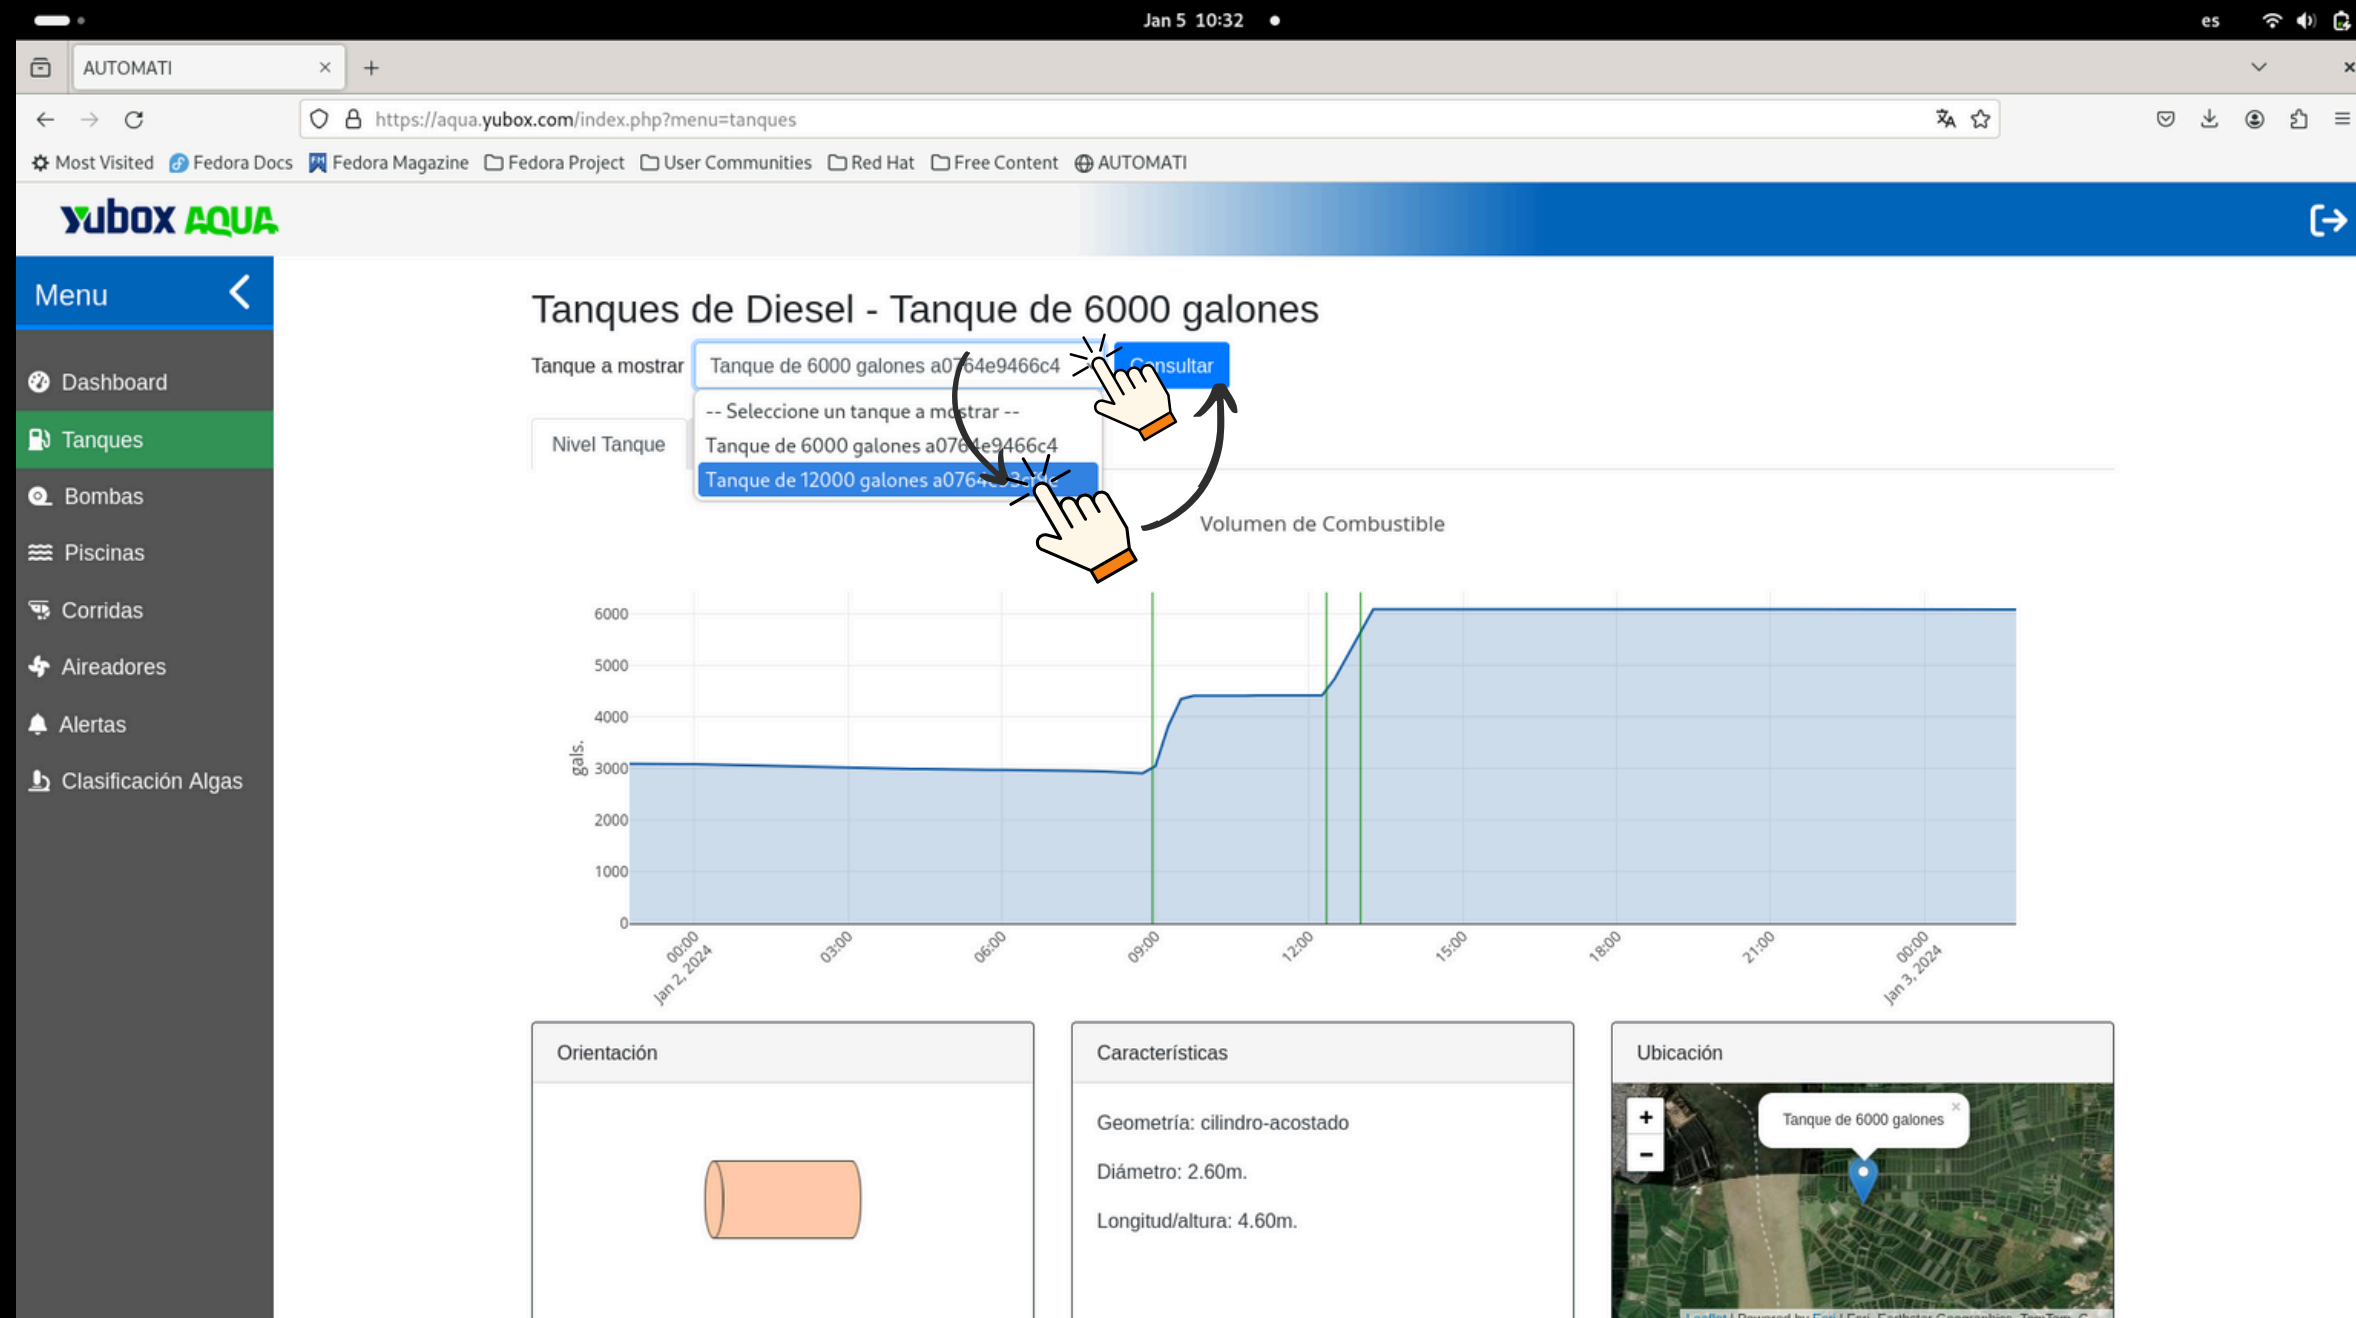 Jan 5 10:32
es
AUTOMATI
https://aqua.yubox.com/index.php?menu=tanques
Most Visited Fedora Docs Fedora Magazine Fedora Project User Communities Red Hat Free Content AUTOMATI
yubox AQUA
Menu
Dashboard
Tanques
Bombas
Piscinas
Corridas
Aireadores
Alertas
Clasificación Algas
Tanques de Diesel - Tanque de 6000 galones
Tanque a mostrar Tanque de 6000 galones a0764e9466c4 Consultar
-- Seleccione un tanque a mostrar --
Tanque de 6000 galones a0764e9466c4
Tanque de 12000 galones
Nivel Tanque
Volumen de Combustible
gals.
6000
5000
4000
3000
2000
1000
0
00:00
Jan 2, 2024
03:00
06:00
09:00
12:00
15:00
18:00
21:00
00:00
Jan 3, 2024
Orientación
Características
Geometría: cilindro-acostado
Diámetro: 2.60m.
Longitud/altura: 4.60m.
Ubicación
+
−
Tanque de 6000 galones
×